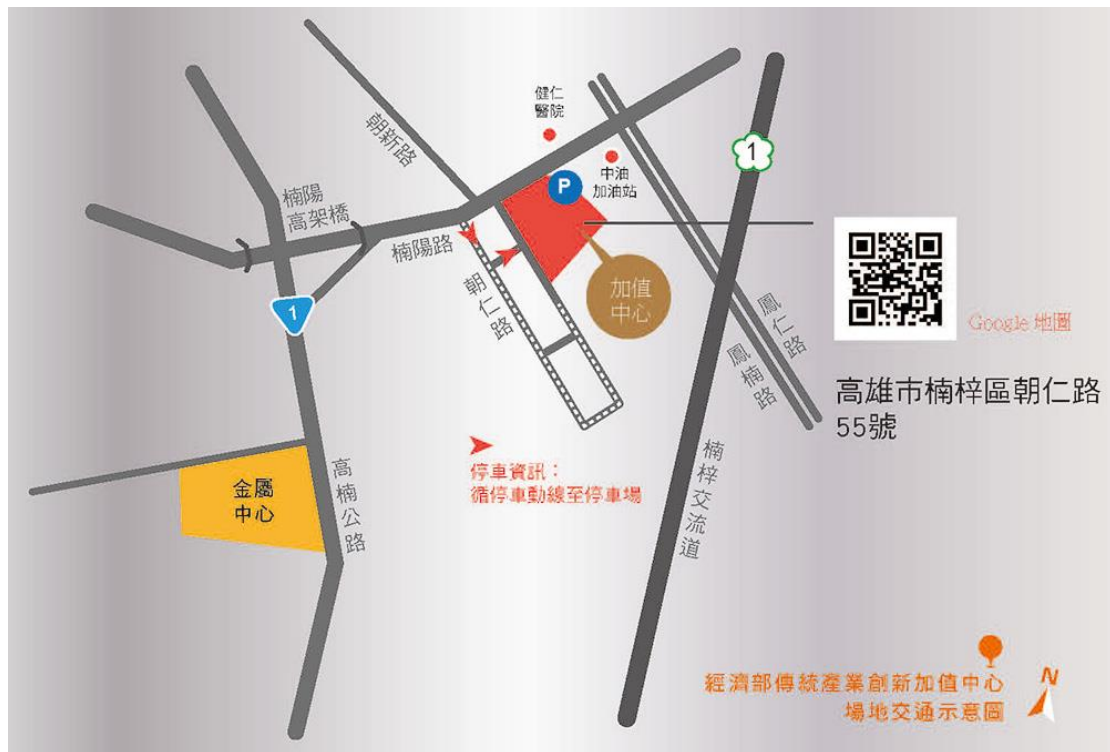 健仁
醫院
朝新路
1
P
中油
加油站
楠陽
高架橋
楠陽路
朝仁路
加值
中心
1
鳳仁路
鳳楠路
Google 地圖
高雄市楠梓區朝仁路
55號
停車資訊：
循停車動線至停車場
金屬
中心
高楠公路
楠梓交流道
經濟部傳統產業創新加值中心
場地交通示意圖
N